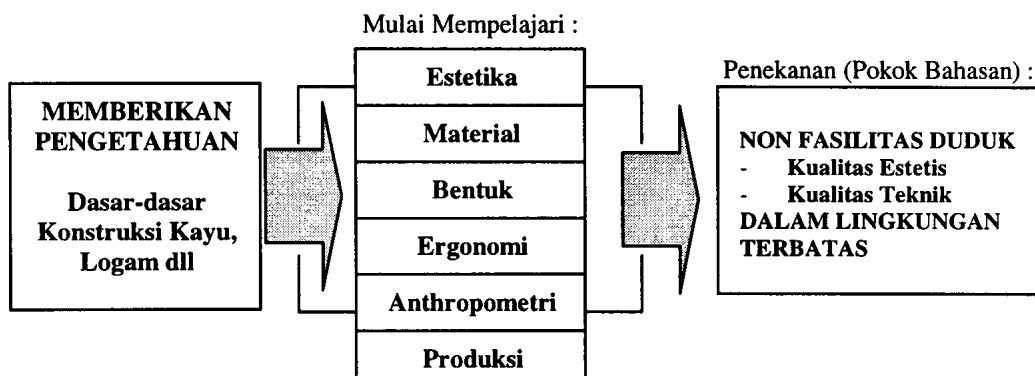 MEMBERIKAN
PENGETAHUAN
Dasar-dasar
Konstruksi Kayu,
Logam dll
Mulai Mempelajari :
Estetika
Material
Bentuk
Ergonomi
Anthropometri
Produksi
Penekanan (Pokok Bahasan) :
NON FASILITAS DUDUK
- Kualitas Estetis
- Kualitas Teknik
DALAM LINGKUNGAN
TERBATAS